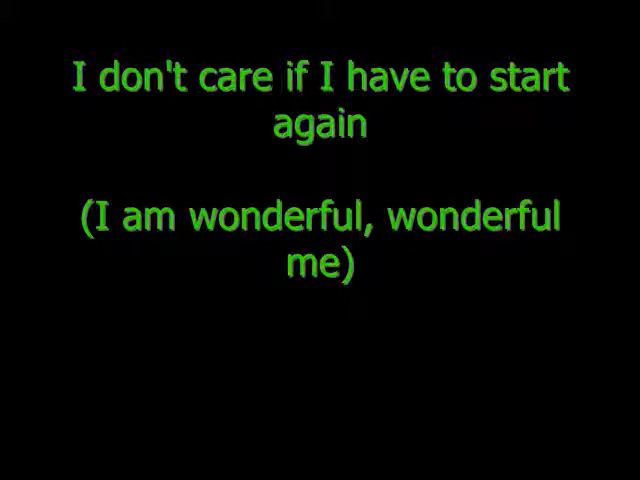 I don't care if I have to start
again
(I am wonderful, wonderful
me)